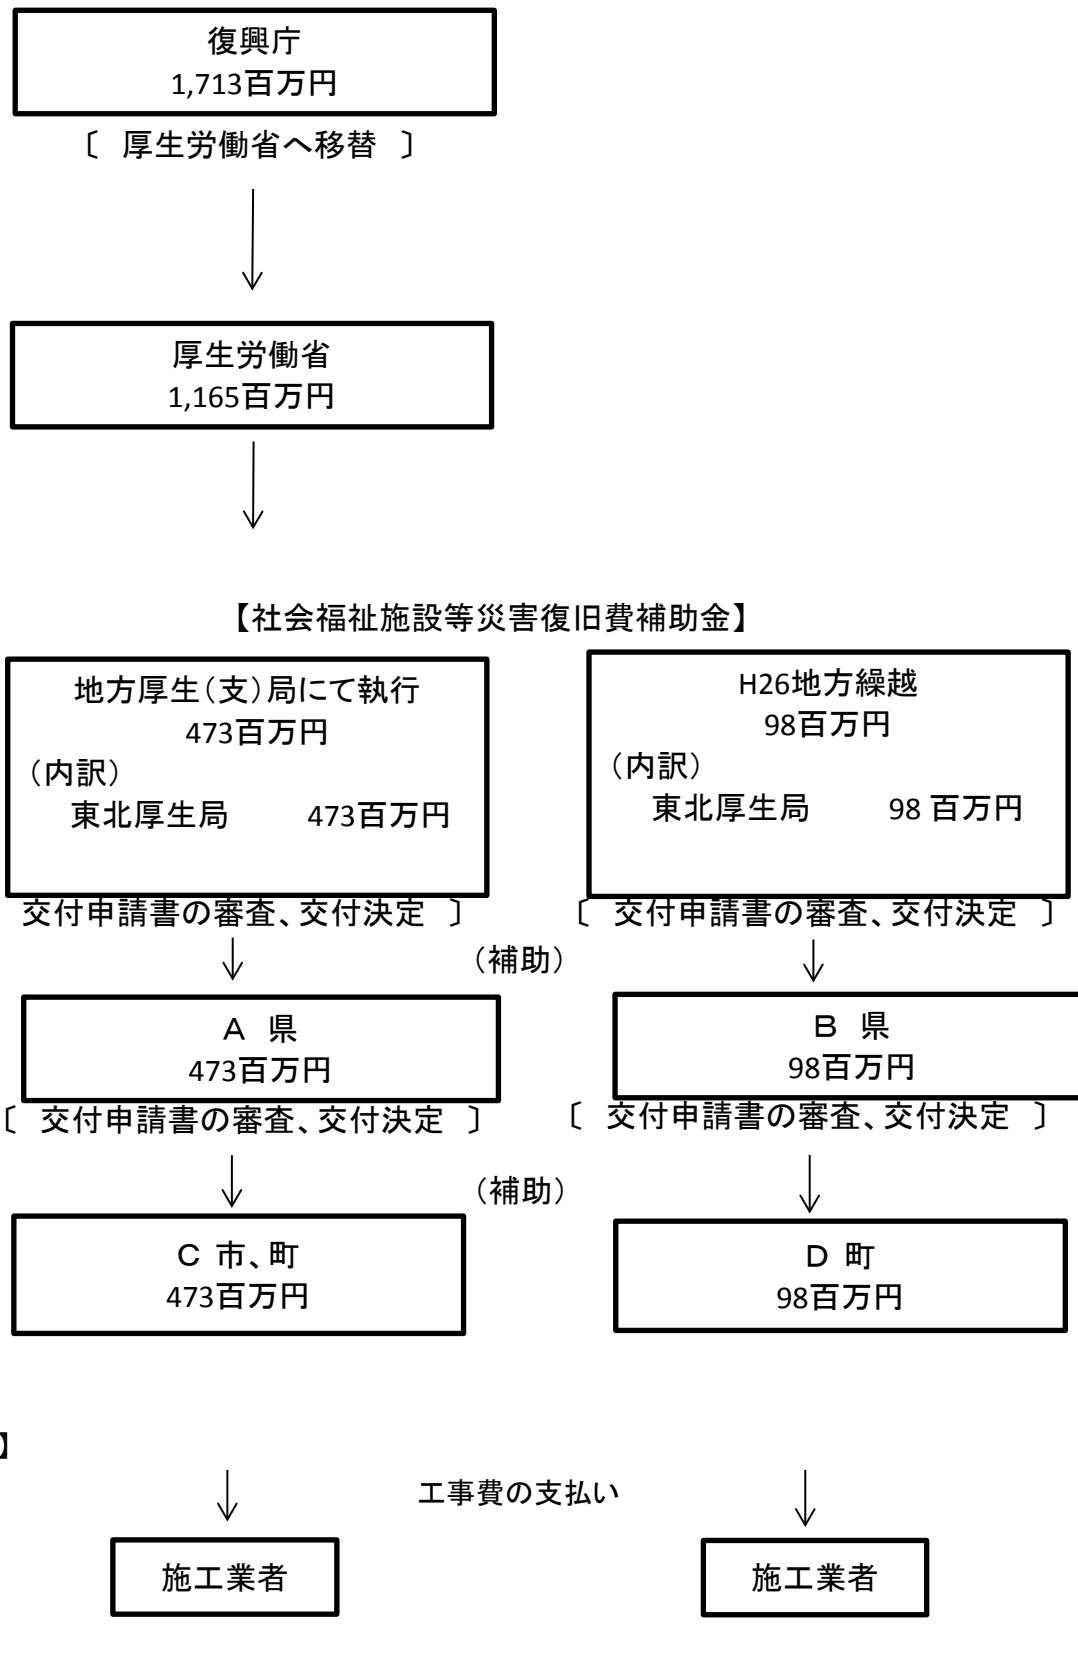 復興庁
1,713百万円
〔 厚生労働省へ移替 〕
厚生労働省
1,165百万円
【社会福祉施設等災害復旧費補助金】
地方厚生(支)局にて執行
473百万円
(内訳)
東北厚生局 473百万円
H26地方繰越
98百万円
(内訳)
東北厚生局 98 百万円
交付申請書の審査、交付決定 〕
〔 交付申請書の審査、交付決定 〕
(補助)
A 県
473百万円
B 県
98百万円
〔 交付申請書の審査、交付決定 〕
〔 交付申請書の審査、交付決定 〕
(補助)
C 市、町
473百万円
D 町
98百万円
】
工事費の支払い
施工業者
施工業者